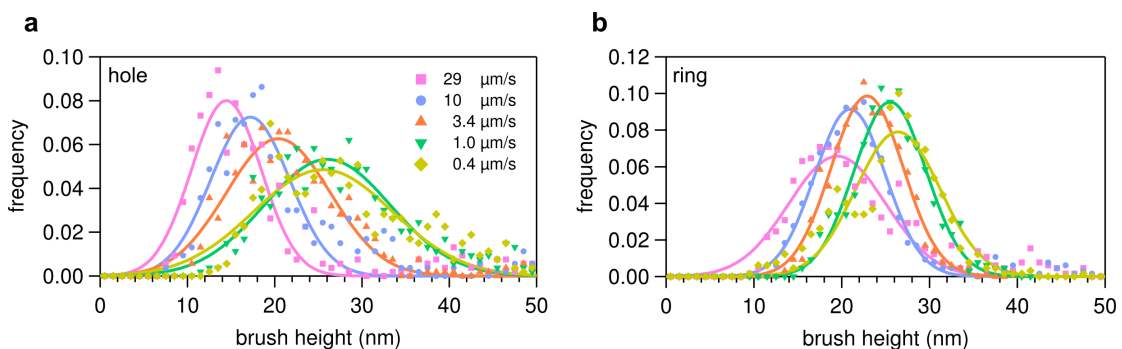 a
hole
29 μm/s
10 μm/s
3.4 μm/s
1.0 μm/s
0.4 μm/s
frequency
0.10
0.08
0.06
0.04
0.02
0.00
0 10 20 30 40 50
brush height (nm)
b
ring
frequency
0.12
0.10
0.08
0.06
0.04
0.02
0.00
0 10 20 30 40 50
brush height (nm)